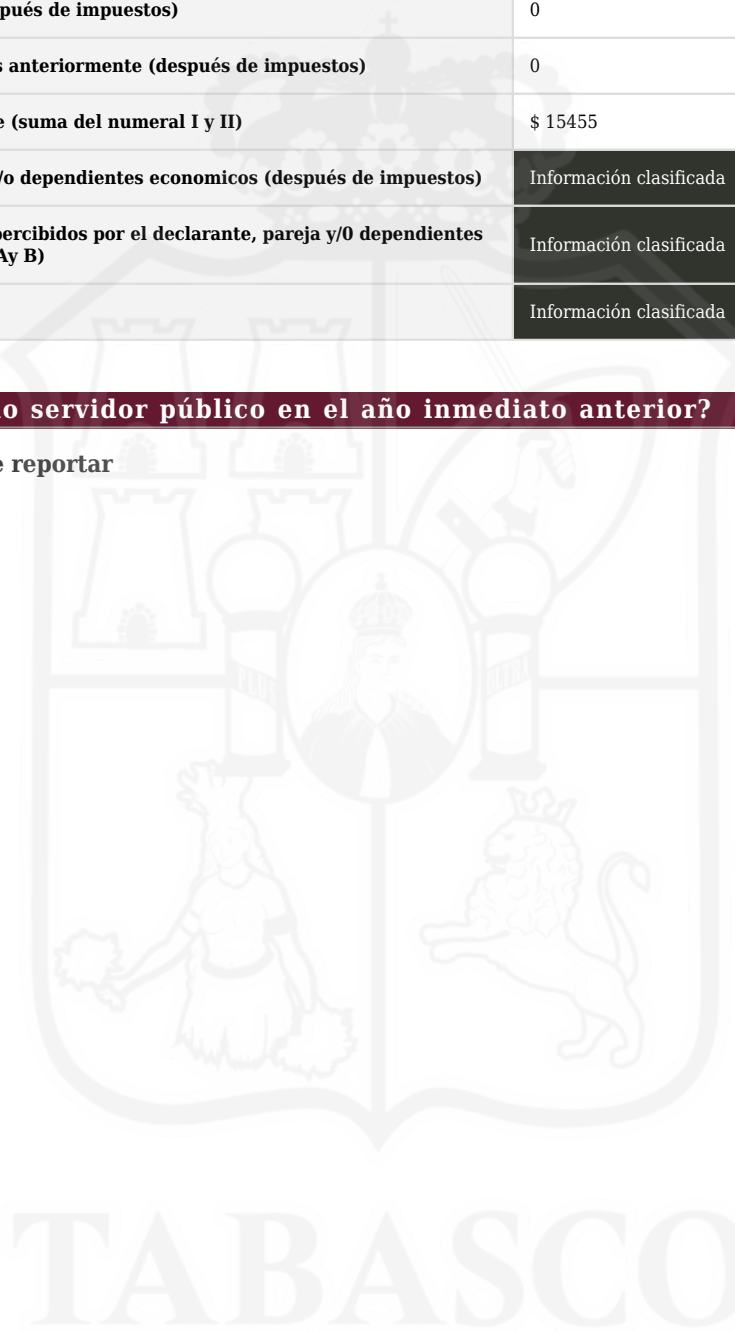 pués de impuestos) 0
s anteriormente (después de impuestos) 0
e (suma del numeral I y II) $ 15455
/o dependientes economicos (después de impuestos) Información clasificada
percibidos por el declarante, pareja y/0 dependientes
Ay B) Información clasificada
Información clasificada
o servidor público en el año inmediato anterior?
e reportar
PLUS ULTRA
TABASCO